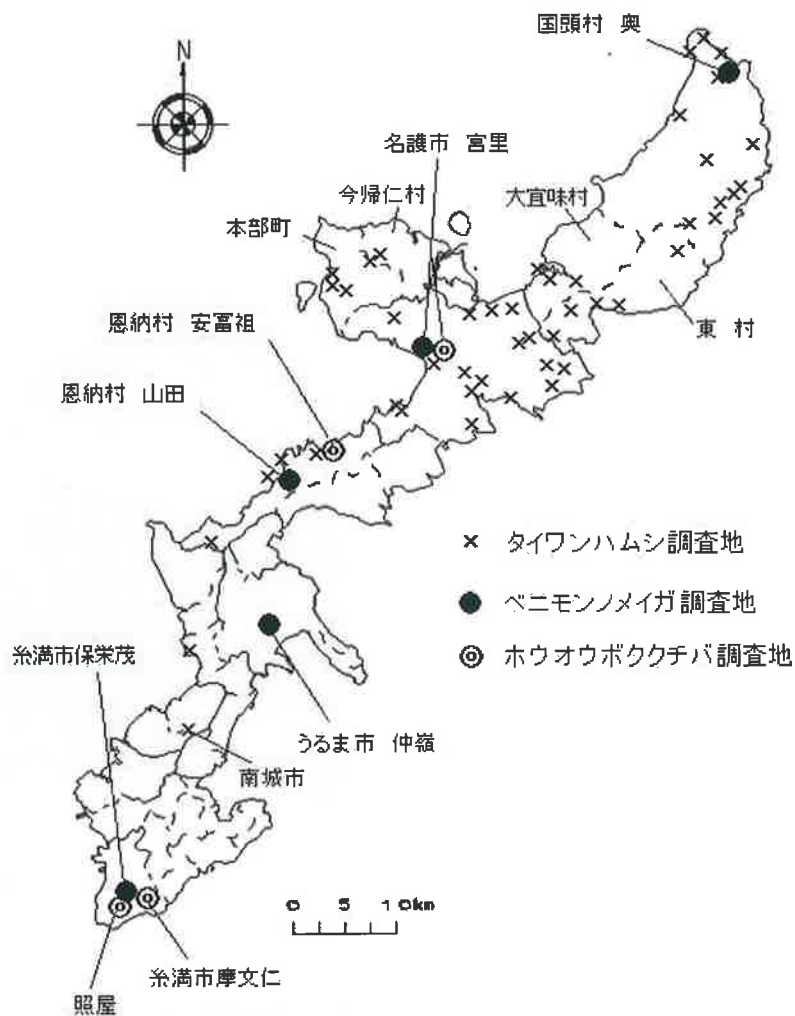 国頭村 奥
N
名護市 宮里
今帰仁村
大宜味村
本部町
恩納村 安富祖
東 村
恩納村 山田
× タイワンハムシ調査地
● ベニモンノメイガ調査地
糸満市保栄茂
◎ ホウオウボククチバ調査地
うるま市 仲嶺
南城市
0 5 10km
糸満市摩文仁
照屋